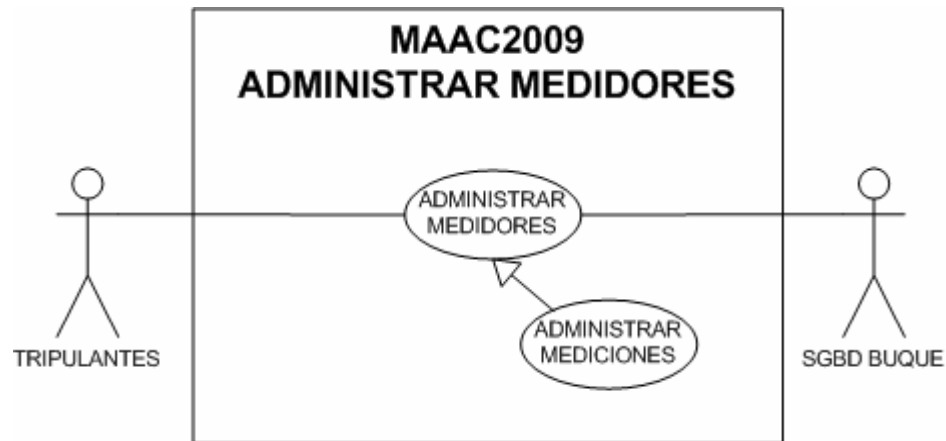 MAAC2009
ADMINISTRAR MEDIDORES
ADMINISTRAR
MEDIDORES
ADMINISTRAR
MEDICIONES
TRIPULANTES
SGBD BUQUE